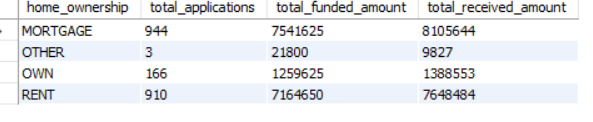 home_ownership total_applications total_funded_amount total_received_amount
MORTGAGE 944 7541625 8105644
OTHER 3 21800 9827
OWN 166 1259625 1388553
RENT 910 7164650 7648484